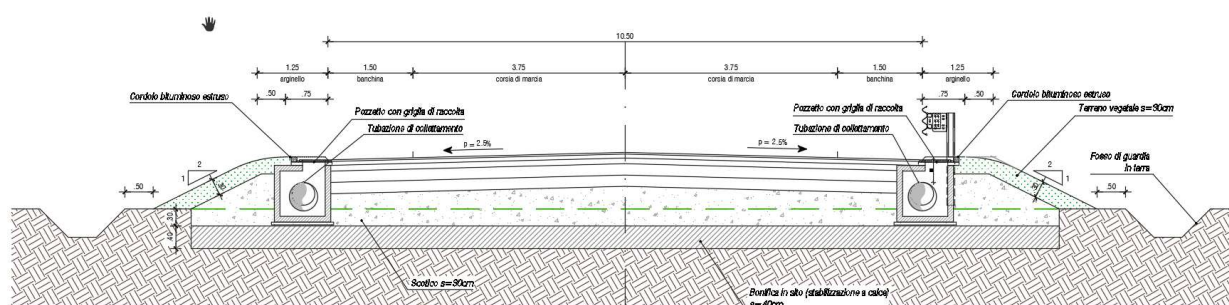 10.50
1.25 1.50 3.75 3.75 1.50 1.25
arginello banchina corsia di marcia corsia di marcia banchina arginello
.50 .75 .75 .50
Cordolo bituminoso estruso
Pozzetto con griglia di raccolta
Tubazione di collettamento
Pozzetto con griglia di raccolta
Tubazione di collettamento
Cordolo bituminoso estruso
Terreno vegetale s=30cm
Fosso di guardia
in terra
p = 2.5%
p = 2.5%
2
1
2
1
.50
.50
.30
.40
Scotico s=30cm
Bonifica in sito (stabilizzazione a calce)
s=40cm